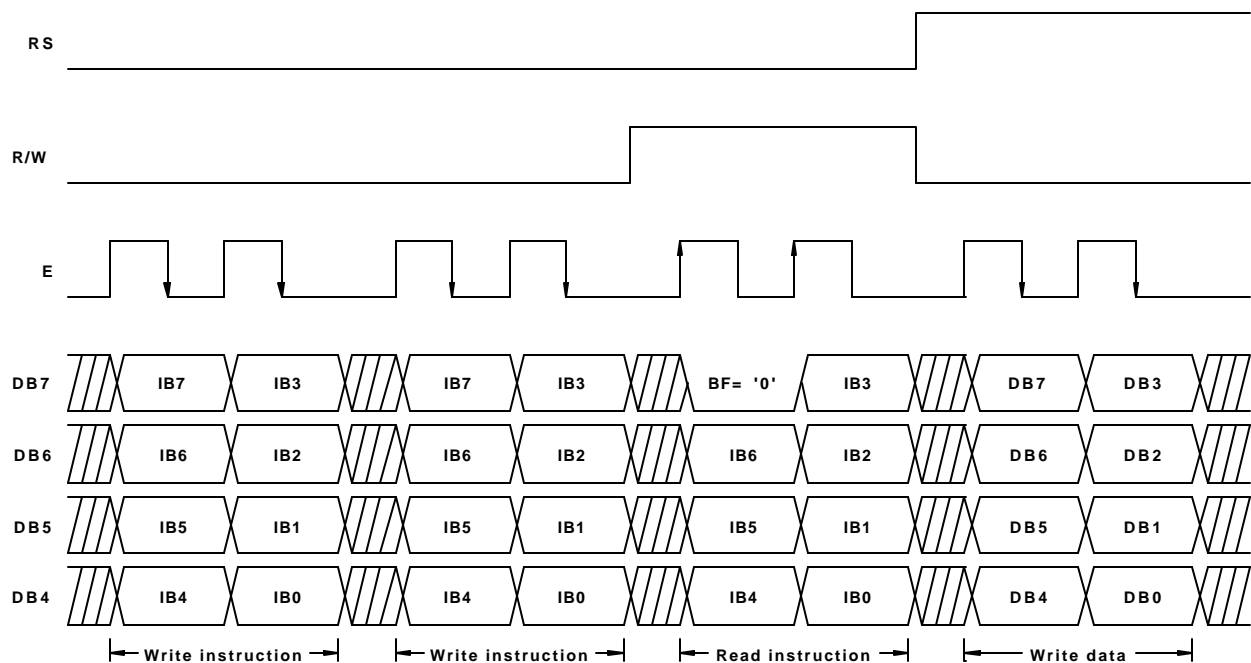 RS
R/W
E
DB7 IB7 IB3 IB7 IB3 BF= '0' IB3 DB7 DB3
DB6 IB6 IB2 IB6 IB2 IB6 IB2 DB6 DB2
DB5 IB5 IB1 IB5 IB1 IB5 IB1 DB5 DB1
DB4 IB4 IB0 IB4 IB0 IB4 IB0 DB4 DB0
Write instruction Write instruction Read instruction Write data